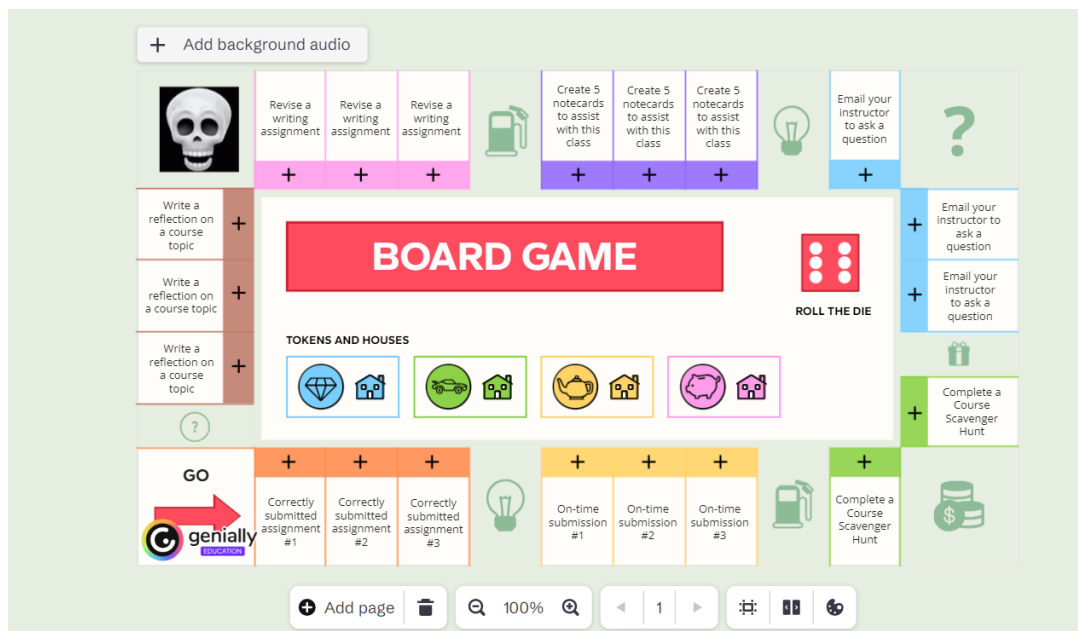 + Add background audio
Revise a
writing
assignment
Revise a
writing
assignment
Revise a
writing
assignment
Create 5
notecards
to assist
with this
class
Create 5
notecards
to assist
with this
class
Create 5
notecards
to assist
with this
class
Email your
instructor
to ask a
question
?
+
+
+
+
+
+
+
Write a
reflection on
a course
topic
+
Write a
reflection on
a course topic
+
Write a
reflection on
a course
topic
+
?
BOARD GAME
ROLL THE DIE
TOKENS AND HOUSES
+
Email your
instructor to
ask a
question
+
Email your
instructor
to ask a
question
+
Complete a
Course
Scavenger
Hunt
GO
genially
EDUCATION
+
+
+
+
+
+
+
Correctly
submitted
assignment
#1
Correctly
submitted
assignment
#2
Correctly
submitted
assignment
#3
On-time
submission
#1
On-time
submission
#2
On-time
submission
#3
Complete a
Course
Scavenger
Hunt
$
+ Add page
100%
1